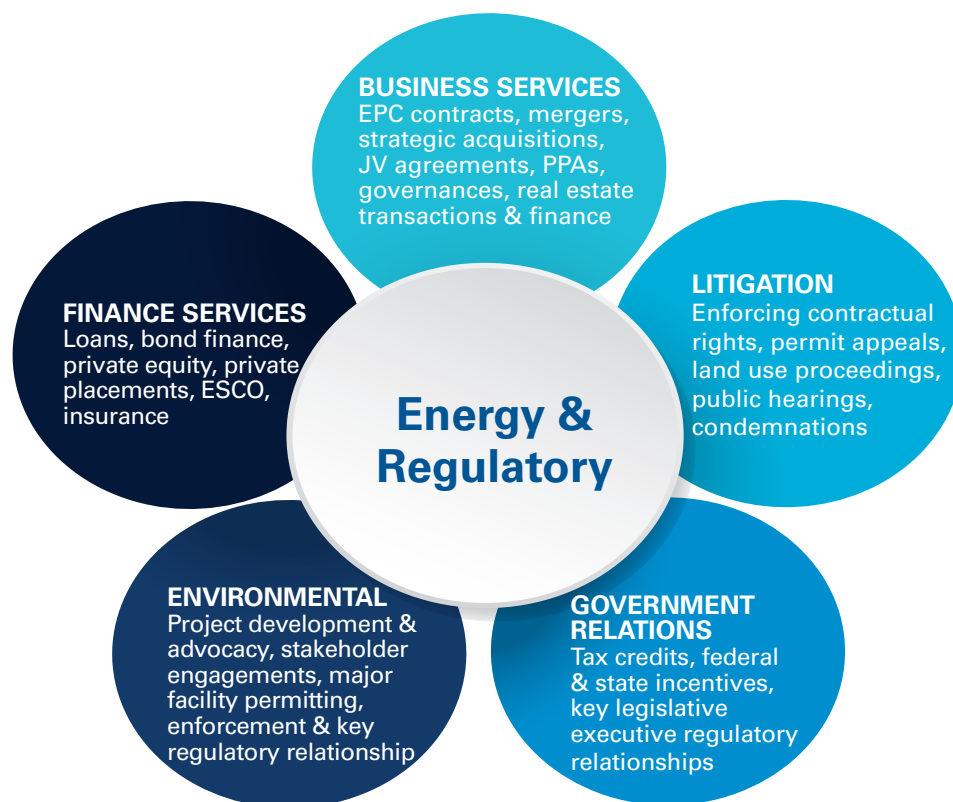 BUSINESS SERVICES
EPC contracts, mergers,
strategic acquisitions,
JV agreements, PPAs,
governances, real estate
transactions & finance
LITIGATION
Enforcing contractual
rights, permit appeals,
land use proceedings,
public hearings,
condemnations
FINANCE SERVICES
Loans, bond finance,
private equity, private
placements, ESCO,
insurance
Energy &
Regulatory
ENVIRONMENTAL
Project development &
advocacy, stakeholder
engagements, major
facility permitting,
enforcement & key
regulatory relationship
GOVERNMENT
RELATIONS
Tax credits, federal
& state incentives,
key legislative
executive regulatory
relationships